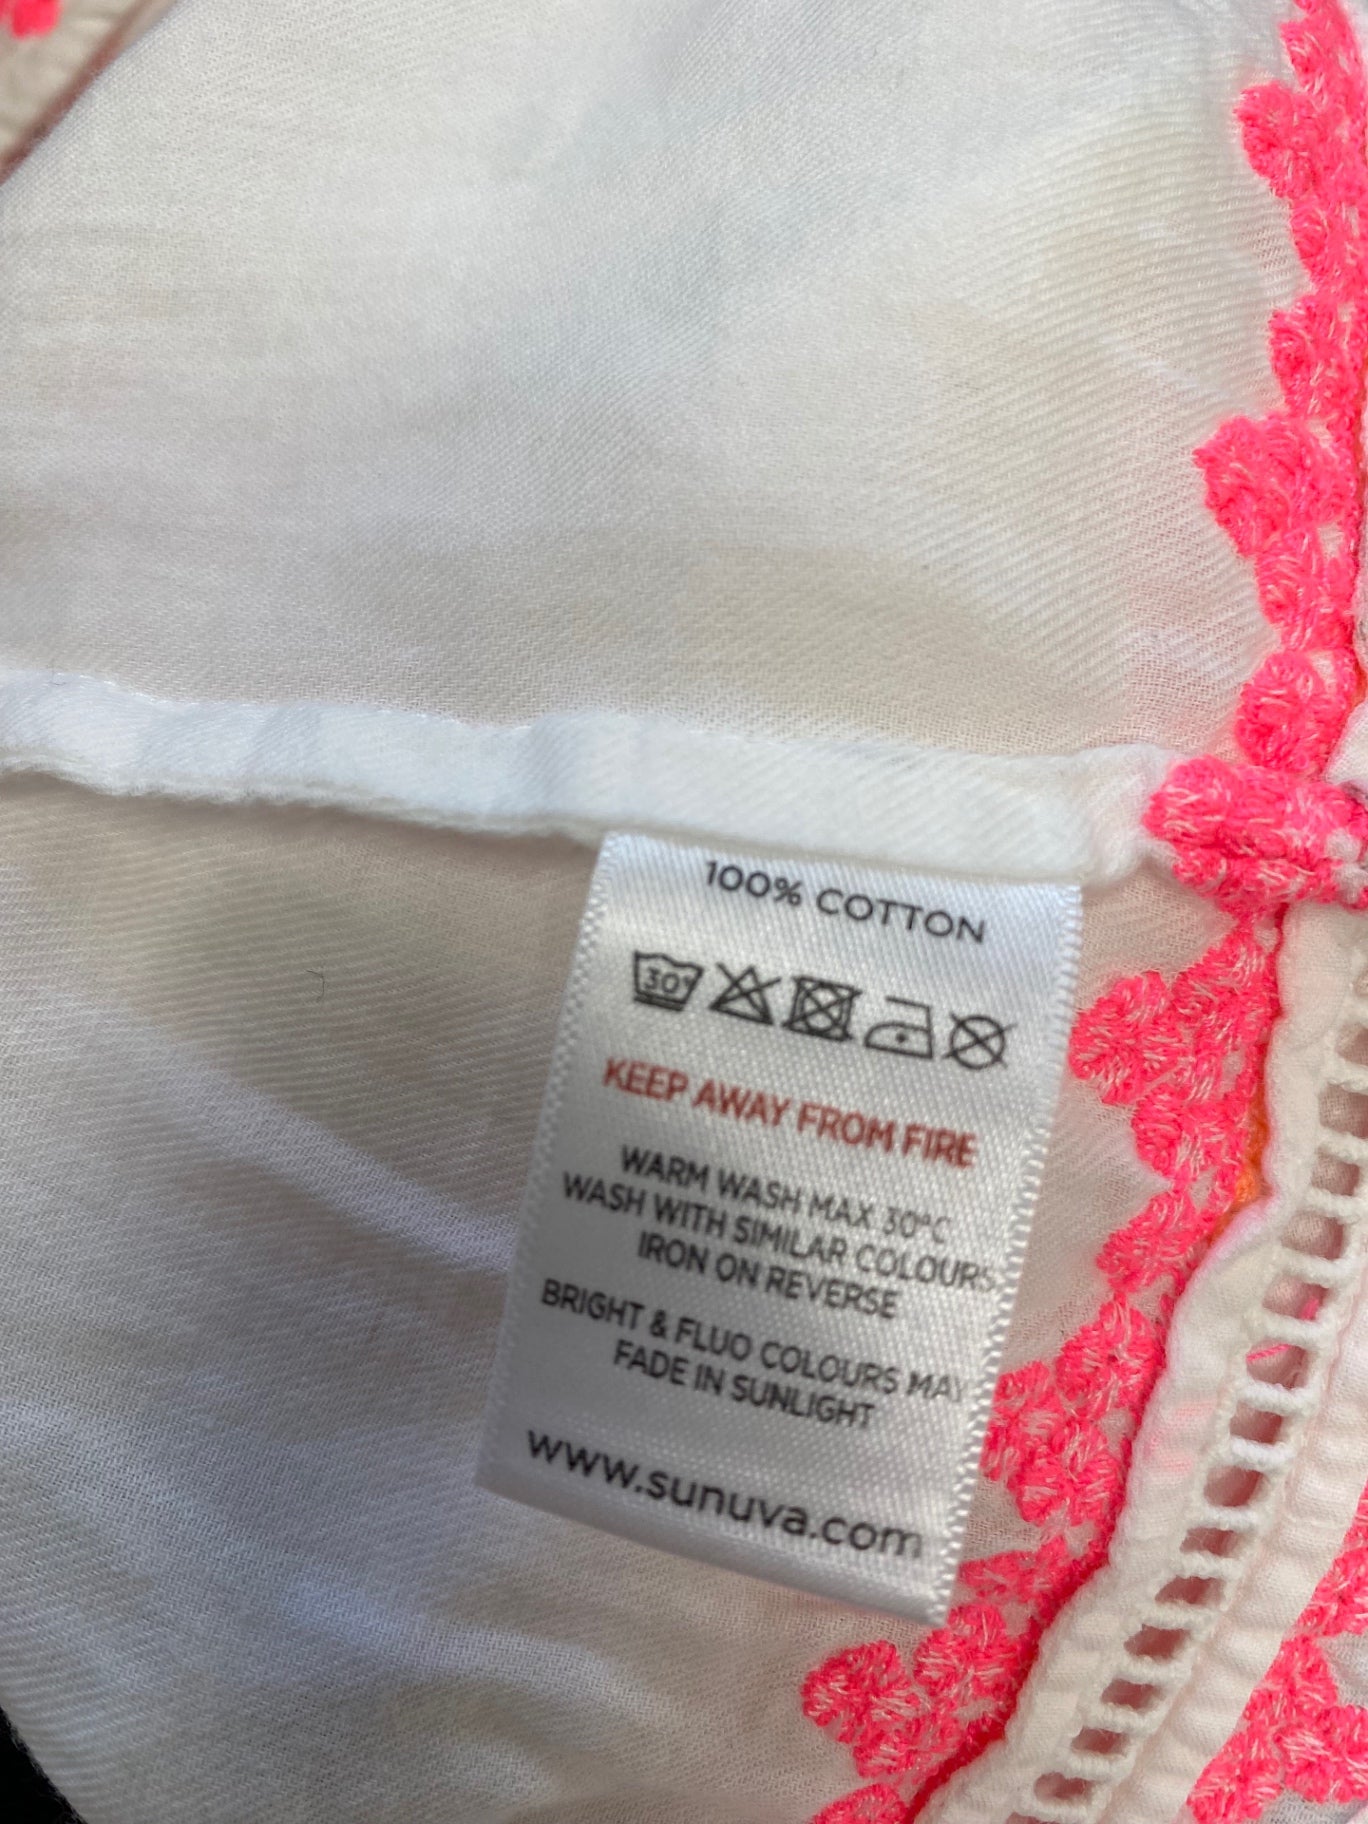 100% COTTON
30°
KEEP AWAY FROM FIRE
WARM WASH MAX 30°C
WASH WITH SIMILAR COLOURS
IRON ON REVERSE
BRIGHT & FLUO COLOURS MAY
FADE IN SUNLIGHT
www.sunuva.com